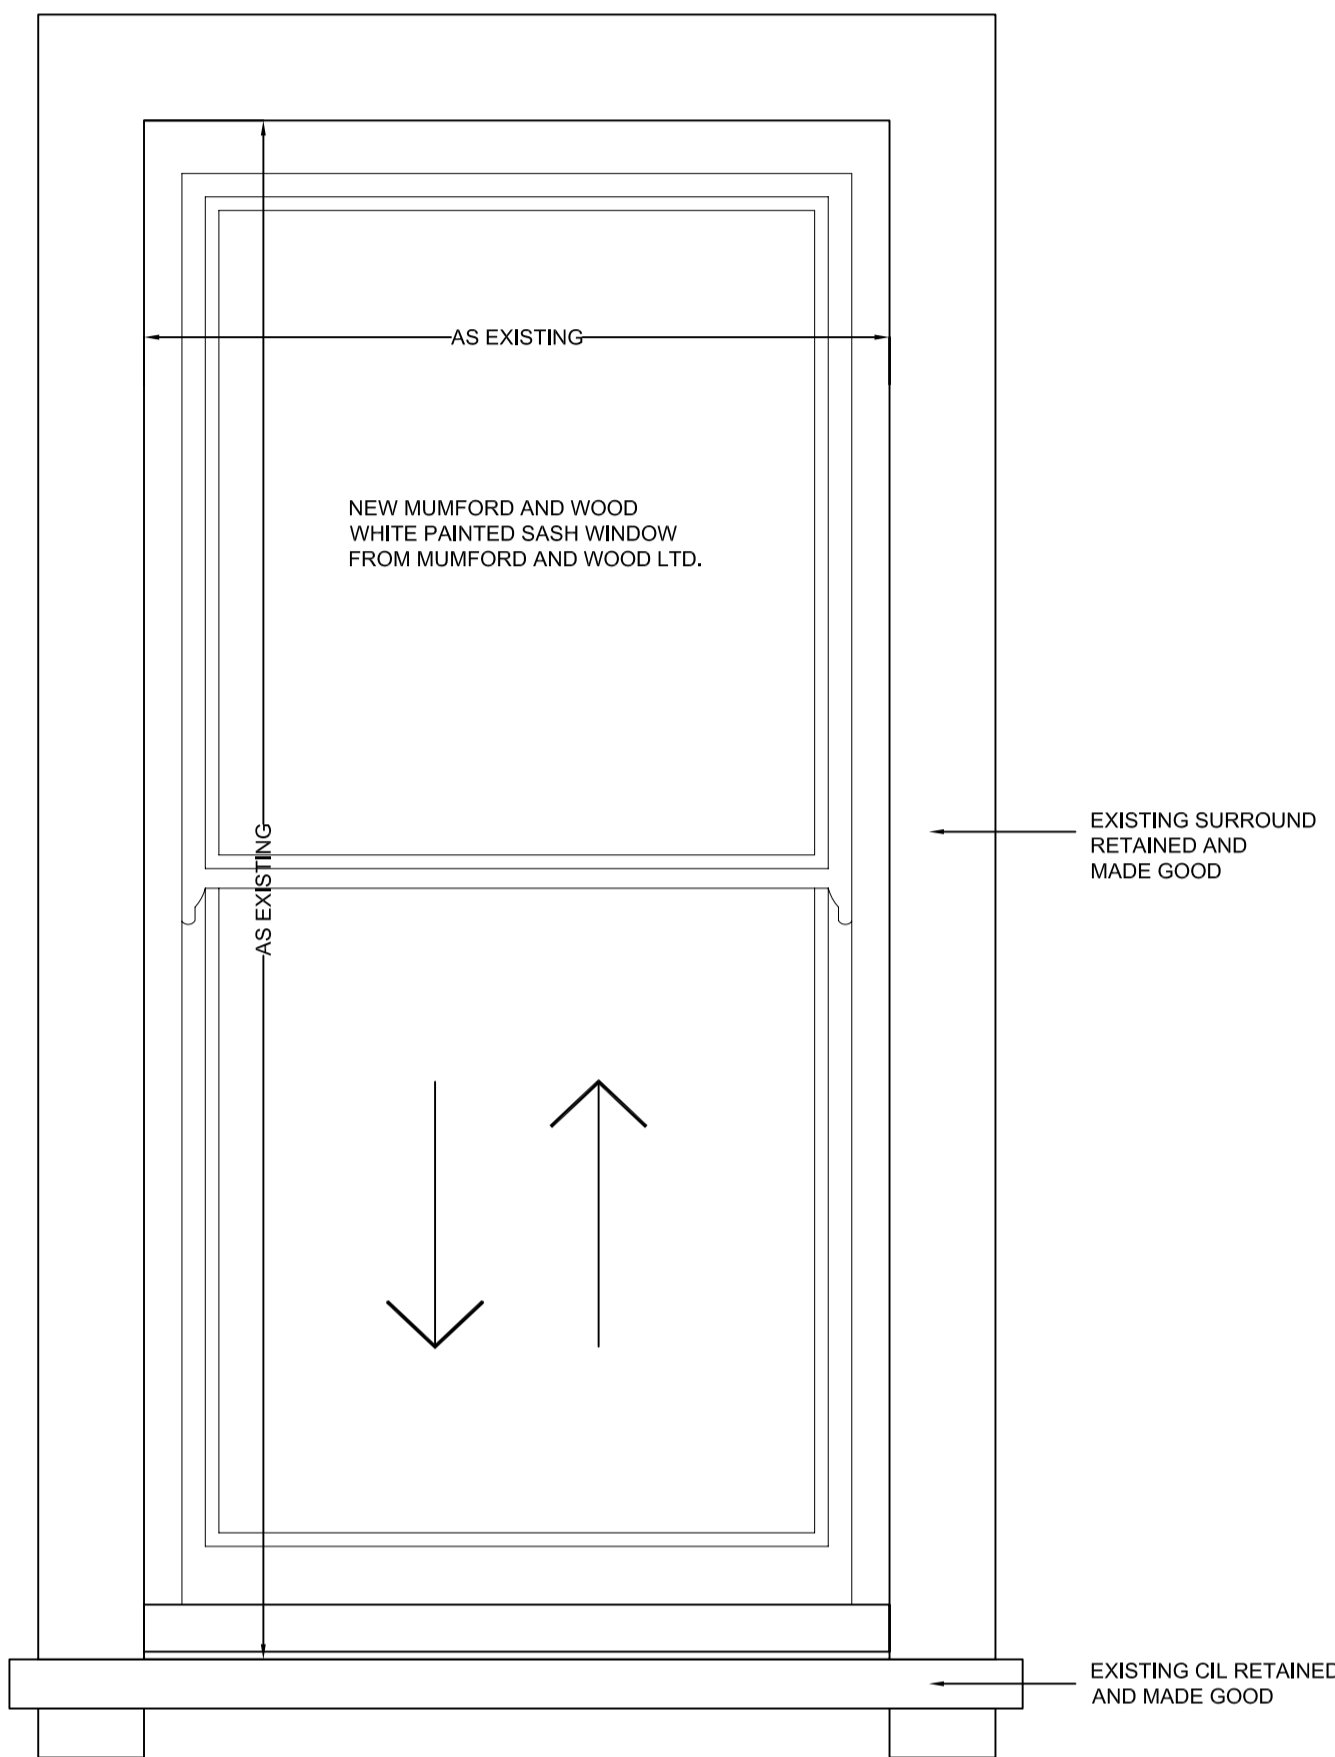 AS EXISTING
NEW MUMFORD AND WOOD
WHITE PAINTED SASH WINDOW
FROM MUMFORD AND WOOD LTD.
AS EXISTING
EXISTING SURROUND
RETAINED AND
MADE GOOD
EXISTING CIL RETAINED
AND MADE GOOD